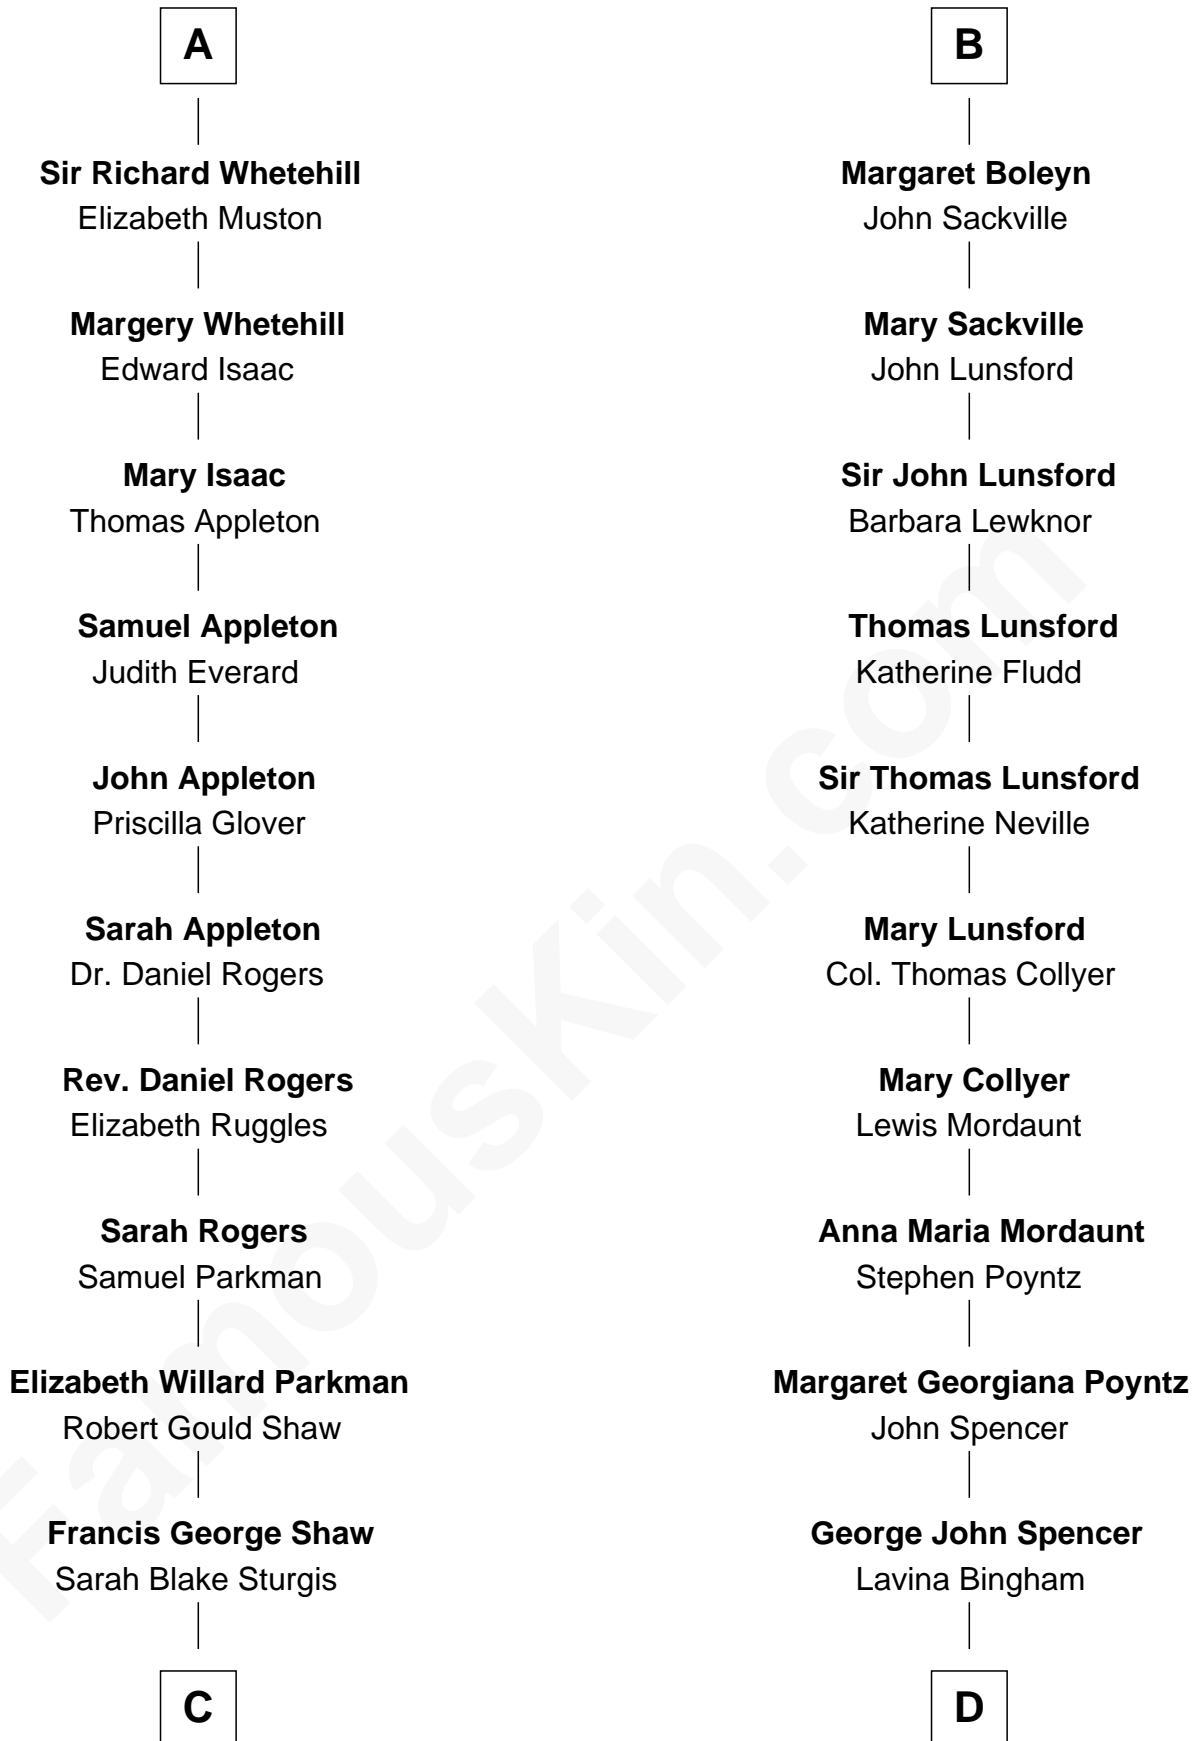 A
Sir Richard Whetehill
Elizabeth Muston
Margery Whetehill
Edward Isaac
Mary Isaac
Thomas Appleton
Samuel Appleton
Judith Everard
John Appleton
Priscilla Glover
Sarah Appleton
Dr. Daniel Rogers
Rev. Daniel Rogers
Elizabeth Ruggles
Sarah Rogers
Samuel Parkman
Elizabeth Willard Parkman
Robert Gould Shaw
Francis George Shaw
Sarah Blake Sturgis
C
B
Margaret Boleyn
John Sackville
Mary Sackville
John Lunsford
Sir John Lunsford
Barbara Lewknor
Thomas Lunsford
Katherine Fludd
Sir Thomas Lunsford
Katherine Neville
Mary Lunsford
Col. Thomas Collyer
Mary Collyer
Lewis Mordaunt
Anna Maria Mordaunt
Stephen Poyntz
Margaret Georgiana Poyntz
John Spencer
George John Spencer
Lavina Bingham
D
FamousKin.com